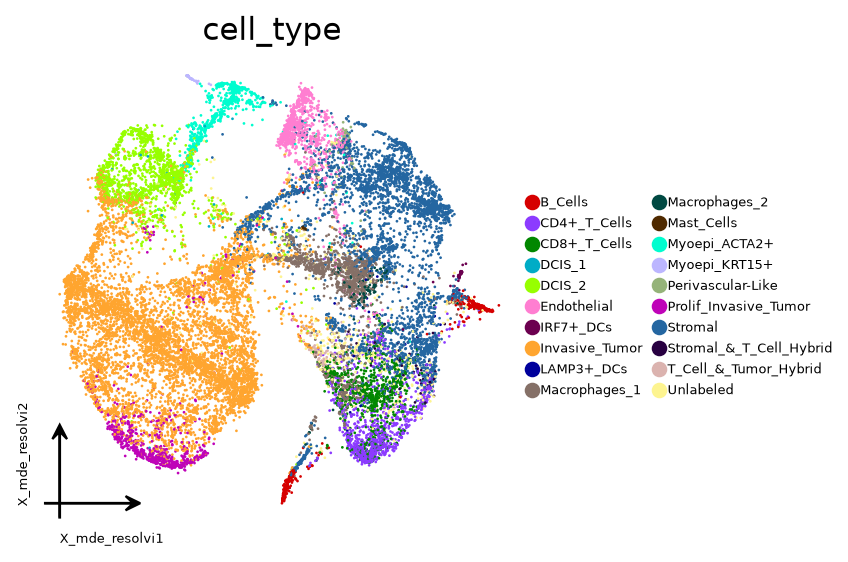 cell_type
B_Cells
CD4+_T_Cells
CD8+_T_Cells
DCIS_1
DCIS_2
Endothelial
IRF7+_DCs
Invasive_Tumor
LAMP3+_DCs
Macrophages_1
Macrophages_2
Mast_Cells
Myoepi_ACTA2+
Myoepi_KRT15+
Perivascular-Like
Prolif_Invasive_Tumor
Stromal
Stromal_&_T_Cell_Hybrid
T_Cell_&_Tumor_Hybrid
Unlabeled
X_mde_resolvi2
X_mde_resolvi1